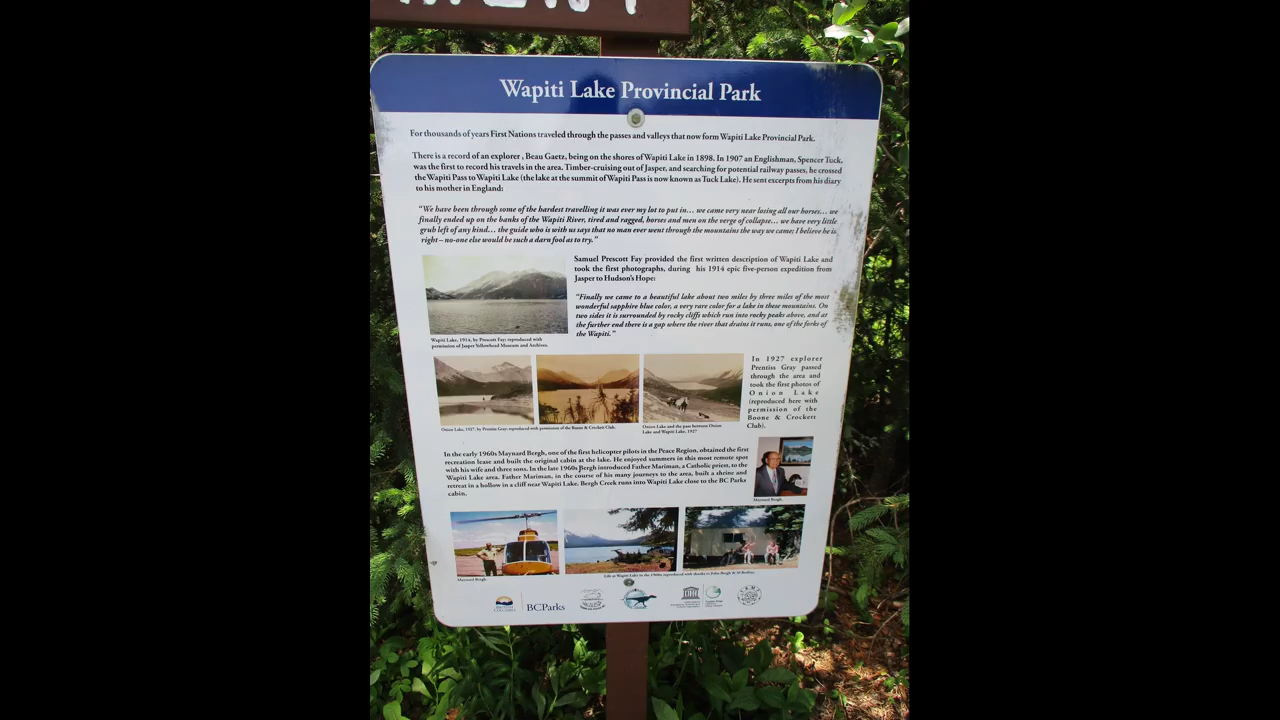 Wapiti Lake Provincial Park
For thousands of years First Nations traveled through the passes and valleys that now form Wapiti Lake Provincial Park.
There is a record of an explorer , Beau Gaetz, being on the shores of Wapiti Lake in 1898. In 1907 an Englishman, Spencer Tuck,
was the first to record his travels in the area. Timber-cruising out of Jasper, and searching for potential railway passes, he crossed
the Wapiti Pass to Wapiti Lake (the lake at the summit of Wapiti Pass is now known as Tuck Lake). He sent excerpts from his diary
to his mother in England:
“We have been through some of the hardest travelling it was ever my lot to put in... we came very near losing all our horses... we
finally ended up on the banks of the Wapiti River, tired and ragged, horses and men on the verge of collapse... we have very little
grub left of any kind... the guide who is with us says that no man ever went through the mountains the way we came; I believe he is
right – no-one else would be such a darn fool as to try.”
Samuel Prescott Fay provided the first written description of Wapiti Lake and
took the first photographs, during his 1914 epic five-person expedition from
Jasper to Hudson's Hope:
“Finally we came to a beautiful lake about two miles by three miles of the most
wonderful sapphire blue color, a very rare color for a lake in these mountains. On
two sides it is surrounded by rocky cliffs which run into rocky peaks above, and at
the further end there is a gap where the river that drains it runs, one of the forks of
the Wapiti.”
Wapiti Lake, 1914, by Prescott Fay; reproduced with
permission of Jasper Yellowhead Museum and Archives.
In 1927 explorer
Prentiss Gray passed
through the area and
took the first photos of
Onion Lake
(reproduced here with
permission of the
Boone & Crockett
Club).
Onion Lake, 1927, by Prentiss Gray; reproduced with permission of the Boone & Crockett Club.
Onion Lake and the pass between Onion
Lake and Wapiti Lake, 1927
In the early 1960s Maynard Bergh, one of the first helicopter pilots in the Peace Region, obtained the first
recreation lease and built the original cabin at the lake. He enjoyed summers in this most remote spot
with his wife and three sons. In the late 1960s Bergh introduced Father Mariman, a Catholic priest, to the
Wapiti Lake area. Father Mariman, in the course of his many journeys to the area, built a shrine and
retreat in a hollow in a cliff near Wapiti Lake. Bergh Creek runs into Wapiti Lake close to the BC Parks
cabin.
Maynard Bergh.
Maynard Bergh.
Life at Wapiti Lake in the 1960s reproduced with thanks to John Bergh &
BRITISH
COLUMBIA
BC Parks